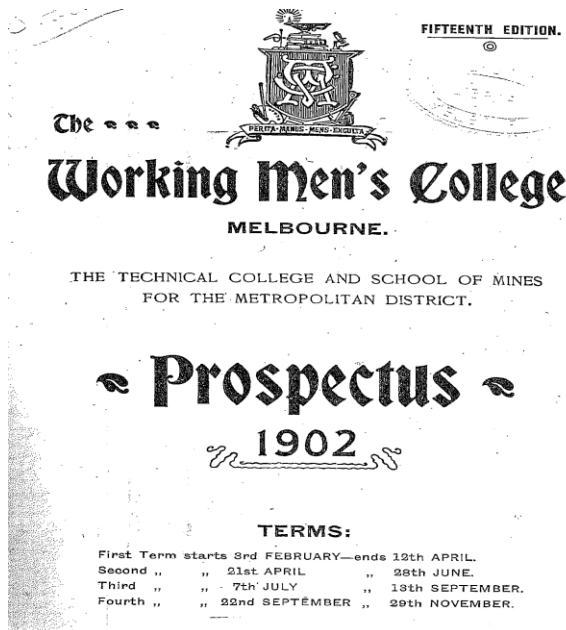 FIFTEENTH EDITION.
PERITA · MANUS · MENS · EXCULTA
The
Working Men's College
MELBOURNE.
THE TECHNICAL COLLEGE AND SCHOOL OF MINES
FOR THE METROPOLITAN DISTRICT.
Prospectus
1902
TERMS:
First Term starts 3rd FEBRUARY—ends 12th APRIL.
Second „ „ 21st APRIL „ 28th JUNE.
Third „ „ 7th JULY „ 13th SEPTEMBER.
Fourth „ „ 22nd SEPTEMBER „ 29th NOVEMBER.